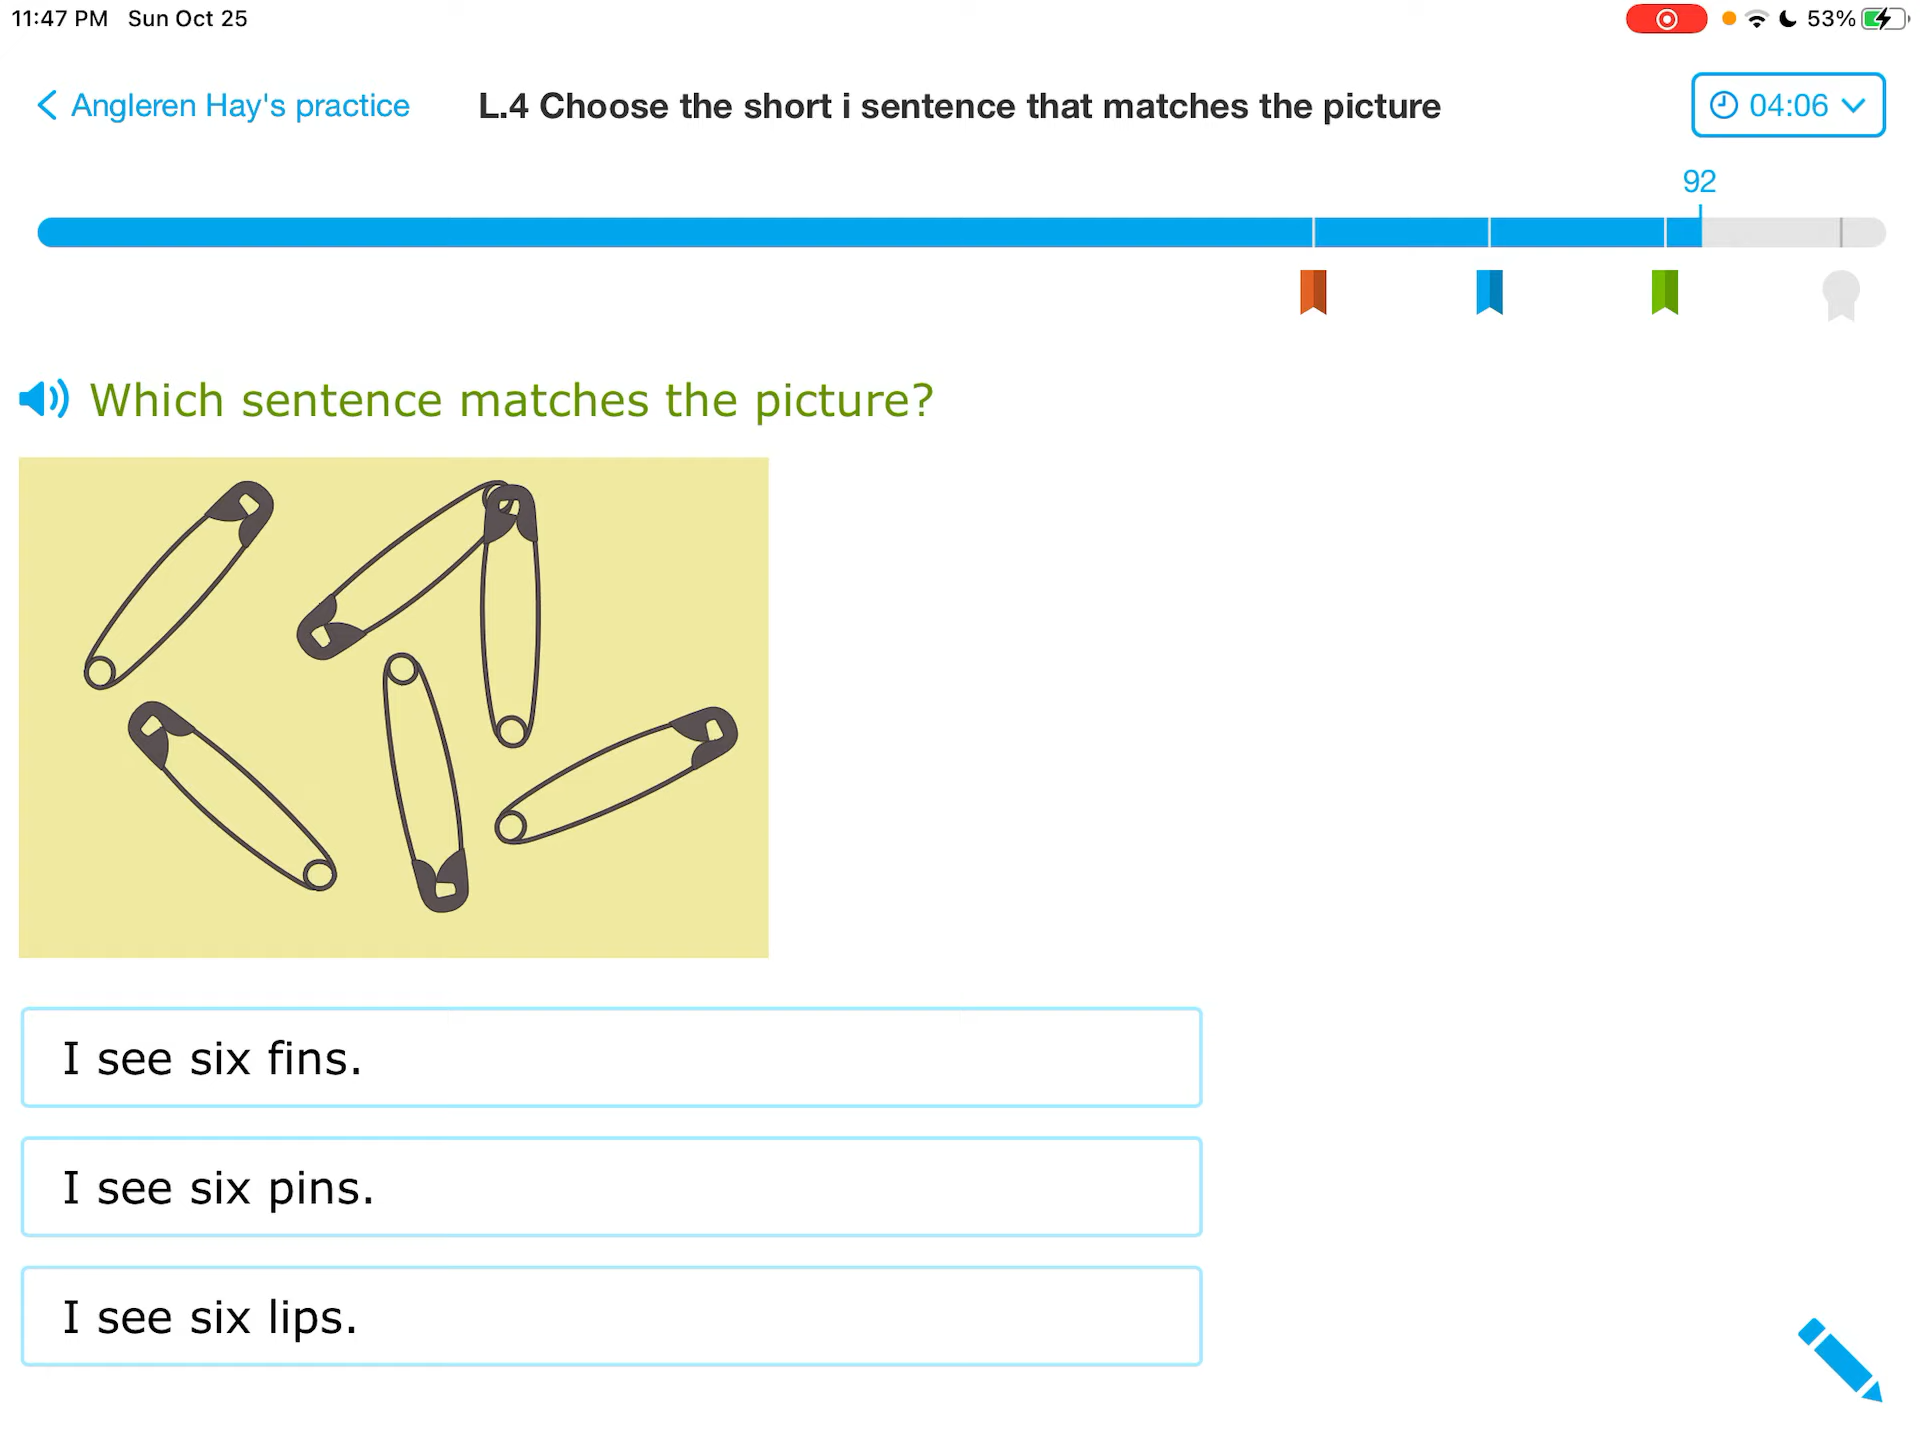 11:47 PM Sun Oct 25 53%
Angleren Hay's practice L.4 Choose the short i sentence that matches the picture 04:06
92
Which sentence matches the picture?
I see six fins.
I see six pins.
I see six lips.